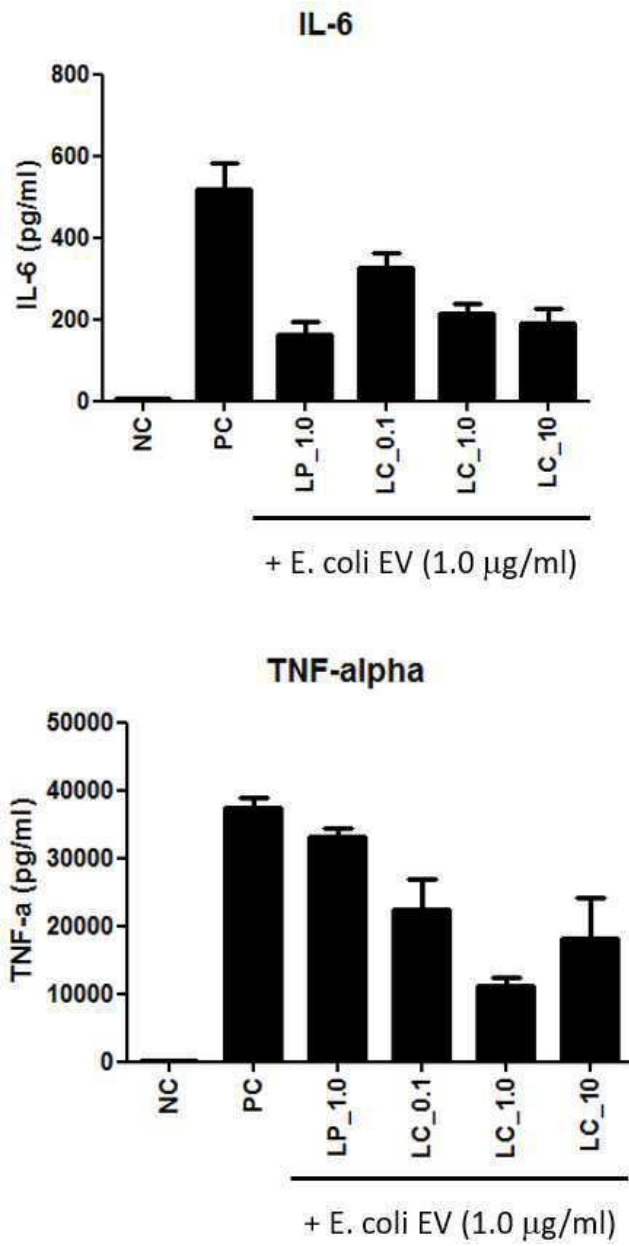 IL-6
800
600
400
200
0
IL-6 (pg/ml)
NC
PC
LP_1.0
LC_0.1
LC_1.0
LC_10
+ E. coli EV (1.0 μg/ml)
TNF-alpha
50000
40000
30000
20000
10000
0
TNF-a (pg/ml)
NC
PC
LP_1.0
LC_0.1
LC_1.0
LC_10
+ E. coli EV (1.0 μg/ml)